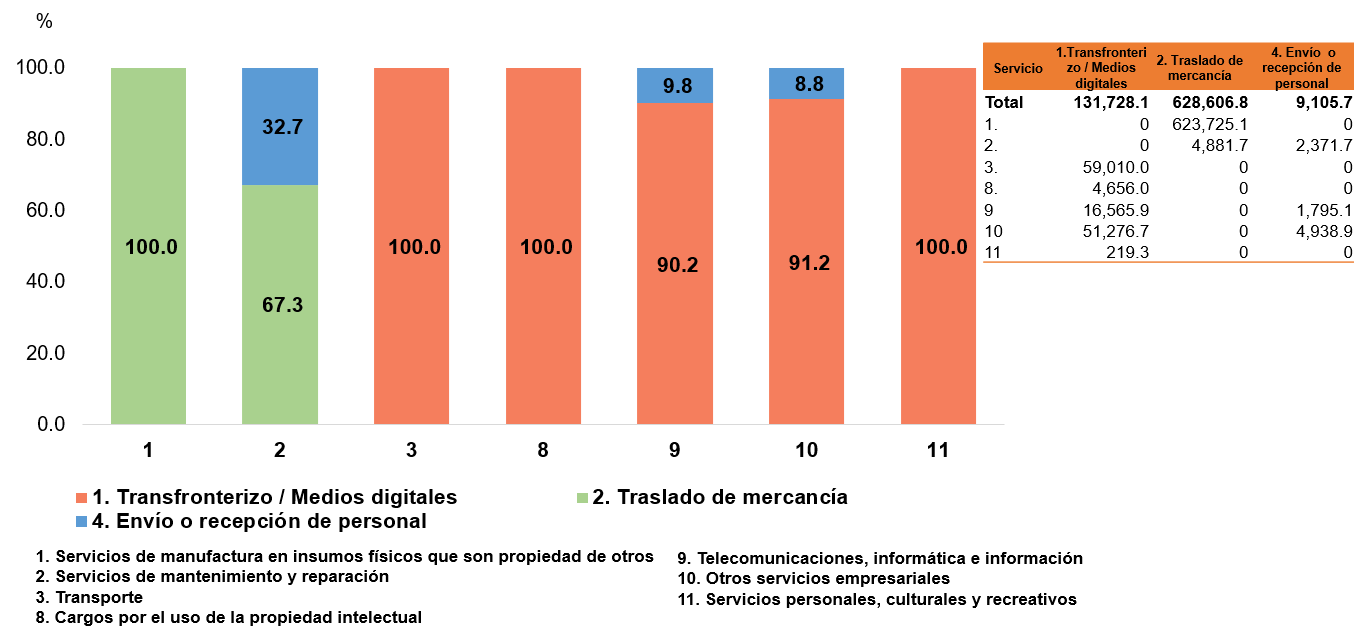 %
100.0
80.0
60.0
40.0
20.0
0.0
100.0
32.7
67.3
100.0
100.0
9.8
90.2
8.8
91.2
100.0
1 2 3 8 9 10 11
1. Transfronterizo / Medios digitales 2. Traslado de mercancía
4. Envío o recepción de personal
1. Servicios de manufactura en insumos físicos que son propiedad de otros
2. Servicios de mantenimiento y reparación
3. Transporte
8. Cargos por el uso de la propiedad intelectual
9. Telecomunicaciones, informática e información
10. Otros servicios empresariales
11. Servicios personales, culturales y recreativos
Servicio
1.Transfronteri
zo / Medios
digitales
2. Traslado de
mercancía
4. Envío o
recepción de
personal
Total 131,728.1 628,606.8 9,105.7
1. 0 623,725.1 0
2. 0 4,881.7 2,371.7
3. 59,010.0 0 0
8. 4,656.0 0 0
9 16,565.9 0 1,795.1
10 51,276.7 0 4,938.9
11 219.3 0 0